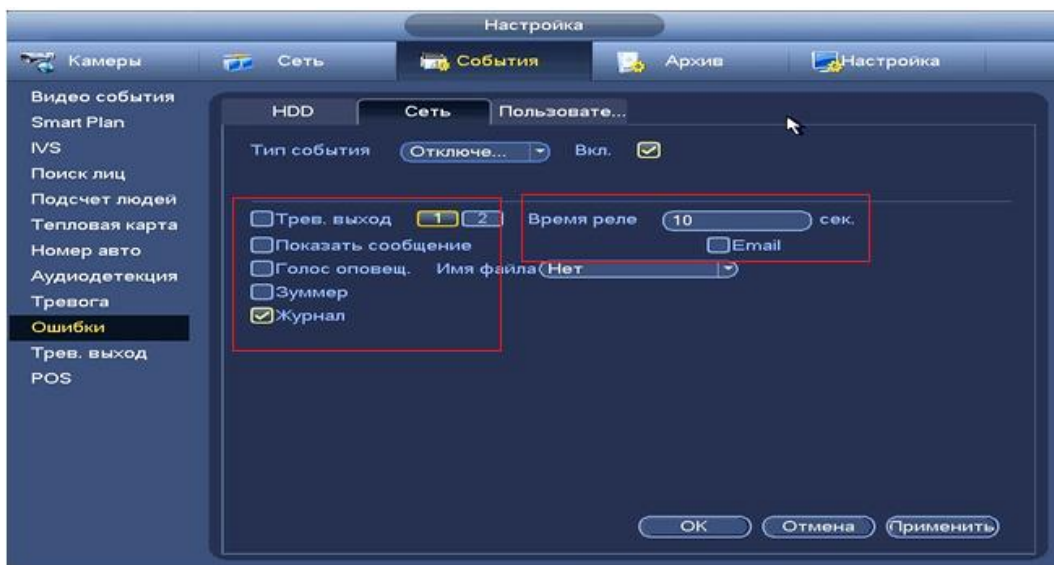 Настройка
Камеры Сеть События Архив Настройка
Видео события
Smart Plan
IVS
Поиск лиц
Подсчет людей
Тепловая карта
Номер авто
Аудиодетекция
Тревога
Ошибки
Трев. выход
POS
HDD Сеть Пользовате...
Тип события Отключе... Вкл.
Трев. выход 1 2 Время реле 10 сек.
Показать сообщение Email
Голос оповещ. Имя файла Нет
Зуммер
Журнал
OK Отмена Применить